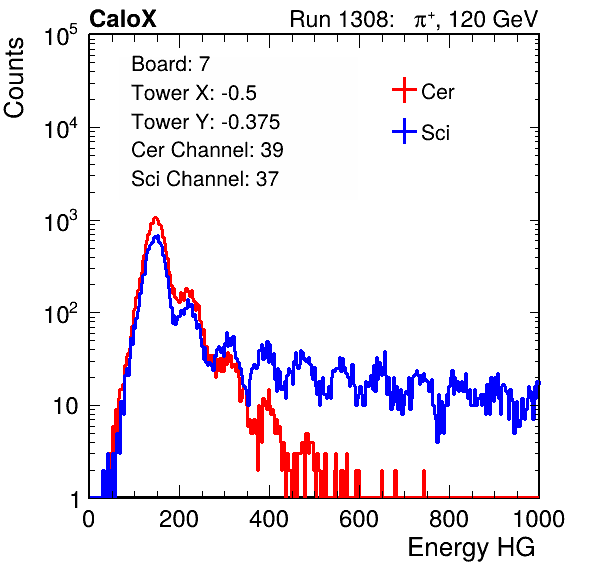 CaloX Run 1308: π⁺, 120 GeV
Counts
10⁵
10⁴
10³
10²
10
1
Board: 7
Tower X: -0.5
Tower Y: -0.375
Cer Channel: 39
Sci Channel: 37
Cer
Sci
0 200 400 600 800 1000
Energy HG